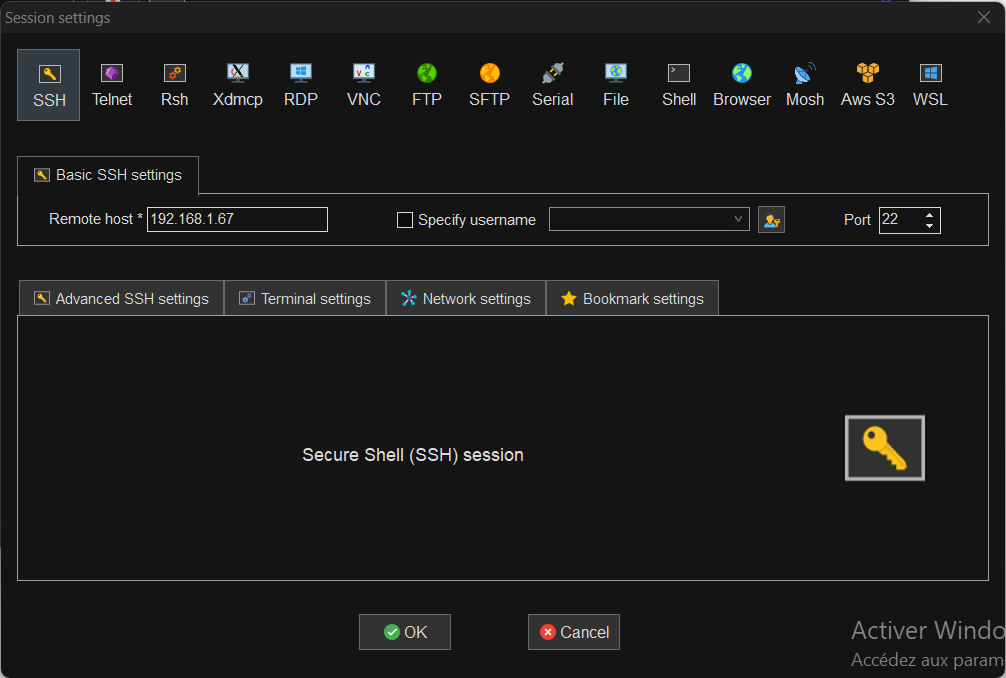 Session settings
SSH Telnet Rsh Xdmcp RDP VNC FTP SFTP Serial File Shell Browser Mosh Aws S3 WSL
Basic SSH settings
Remote host * 192.168.1.67 Specify username Port 22
Advanced SSH settings Terminal settings Network settings Bookmark settings
Secure Shell (SSH) session
OK Cancel
Activer Windo
Accédez aux param